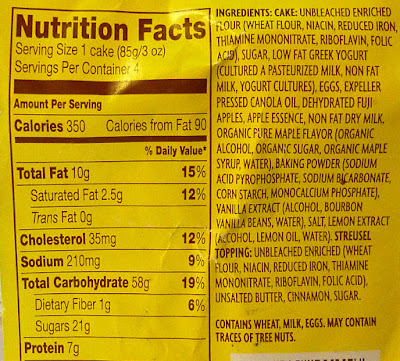 Nutrition Facts
Serving Size 1 cake (85g/3 oz)
Servings Per Container 4
Amount Per Serving
Calories 350 Calories from Fat 90
% Daily Value*
Total Fat 10g 15%
Saturated Fat 2.5g 12%
Trans Fat 0g
Cholesterol 35mg 12%
Sodium 210mg 9%
Total Carbohydrate 58g 19%
Dietary Fiber 1g 6%
Sugars 21g
Protein 7g
INGREDIENTS: CAKE: UNBLEACHED ENRICHED
FLOUR (WHEAT FLOUR, NIACIN, REDUCED IRON,
THIAMINE MONONITRATE, RIBOFLAVIN, FOLIC
ACID), SUGAR, LOW FAT GREEK YOGURT
(CULTURED A PASTEURIZED MILK, NON FAT
MILK, YOGURT CULTURES), EGGS, EXPELLER
PRESSED CANOLA OIL, DEHYDRATED FUJI
APPLES, APPLE ESSENCE, NON FAT DRY MILK,
ORGANIC PURE MAPLE FLAVOR (ORGANIC
ALCOHOL, ORGANIC SUGAR, ORGANIC MAPLE
SYRUP, WATER), BAKING POWDER (SODIUM
ACID PYROPHOSPHATE, SODIUM BICARBONATE,
CORN STARCH, MONOCALCIUM PHOSPHATE),
VANILLA EXTRACT (ALCOHOL, BOURBON
VANILLA BEANS, WATER), SALT, LEMON EXTRACT
(ALCOHOL, LEMON OIL, WATER). STREUSEL
TOPPING: UNBLEACHED ENRICHED (WHEAT
FLOUR, NIACIN, REDUCED IRON, THIAMINE
MONONITRATE, RIBOFLAVIN, FOLIC ACID),
UNSALTED BUTTER, CINNAMON, SUGAR.
CONTAINS WHEAT, MILK, EGGS. MAY CONTAIN
TRACES OF TREE NUTS.